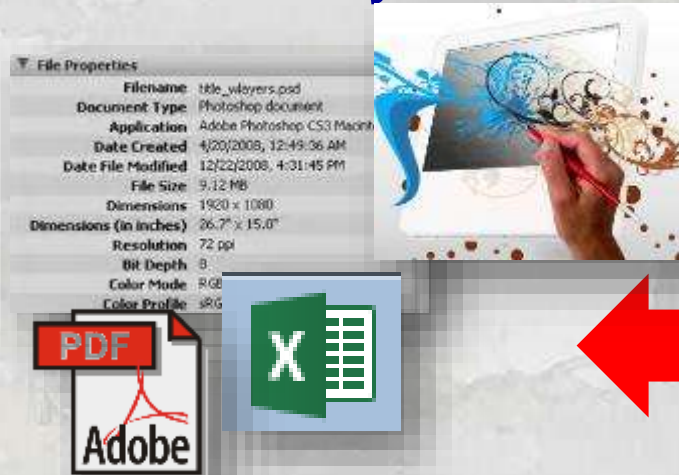 File Properties
Filename title_wlayers.psd
Document Type Photoshop document
Application Adobe Photoshop CS3 Macint
Date Created 4/20/2008, 12:49:36 AM
Date File Modified 12/22/2008, 4:31:45 PM
File Size 9.12 MB
Dimensions 1920 x 1080
Dimensions (in inches) 26.7" x 15.0"
Resolution 72 ppi
Bit Depth 8
Color Mode RGB
Color Profile sRG
PDF
X
Adobe